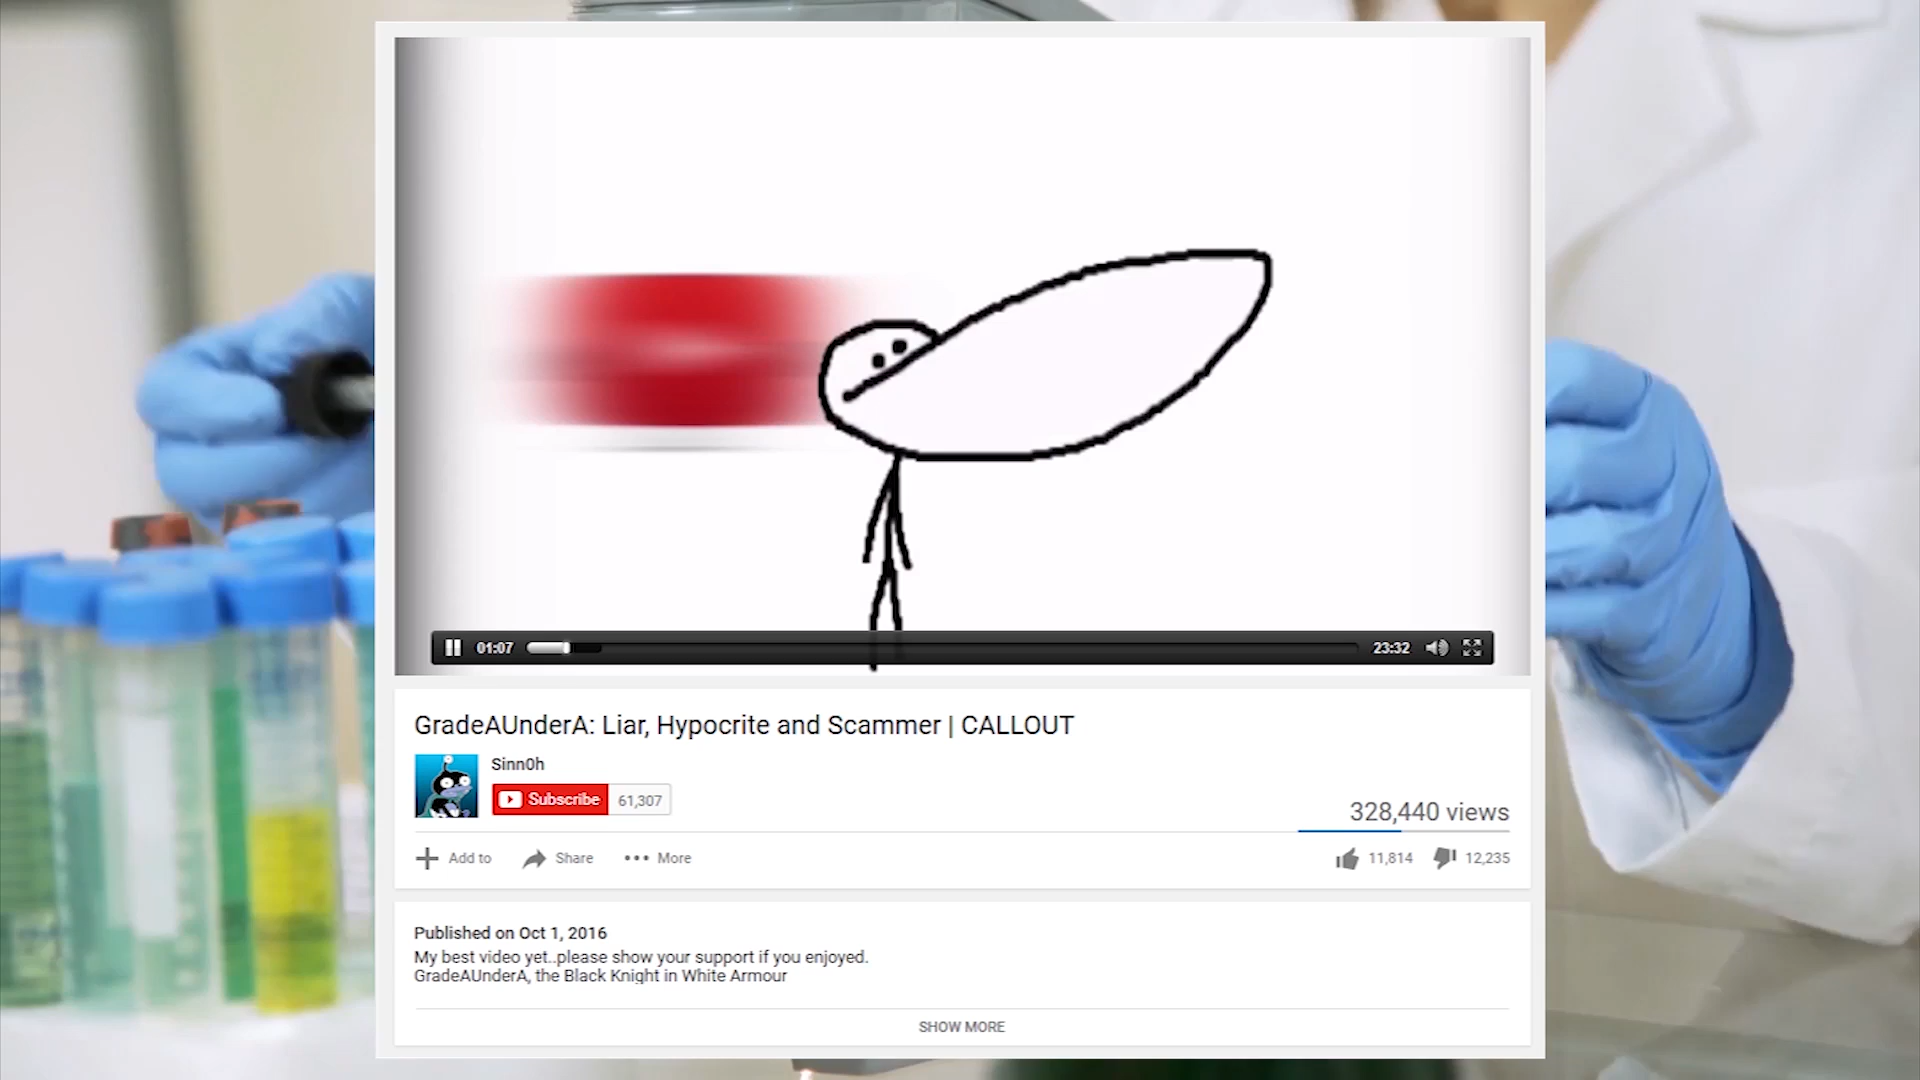 01:07
23:32
GradeAUnderA: Liar, Hypocrite and Scammer | CALLOUT
Sinn0h
Subscribe 61,307
328,440 views
Add to Share More
11,814 12,235
Published on Oct 1, 2016
My best video yet..please show your support if you enjoyed.
GradeAUnderA, the Black Knight in White Armour
SHOW MORE